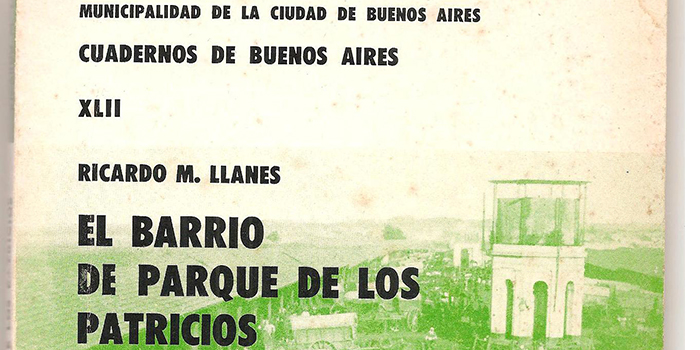 MUNICIPALIDAD DE LA CIUDAD DE BUENOS AIRES
CUADERNOS DE BUENOS AIRES
XLII
RICARDO M. LLANES
EL BARRIO
DE PARQUE DE LOS
PATRICIOS